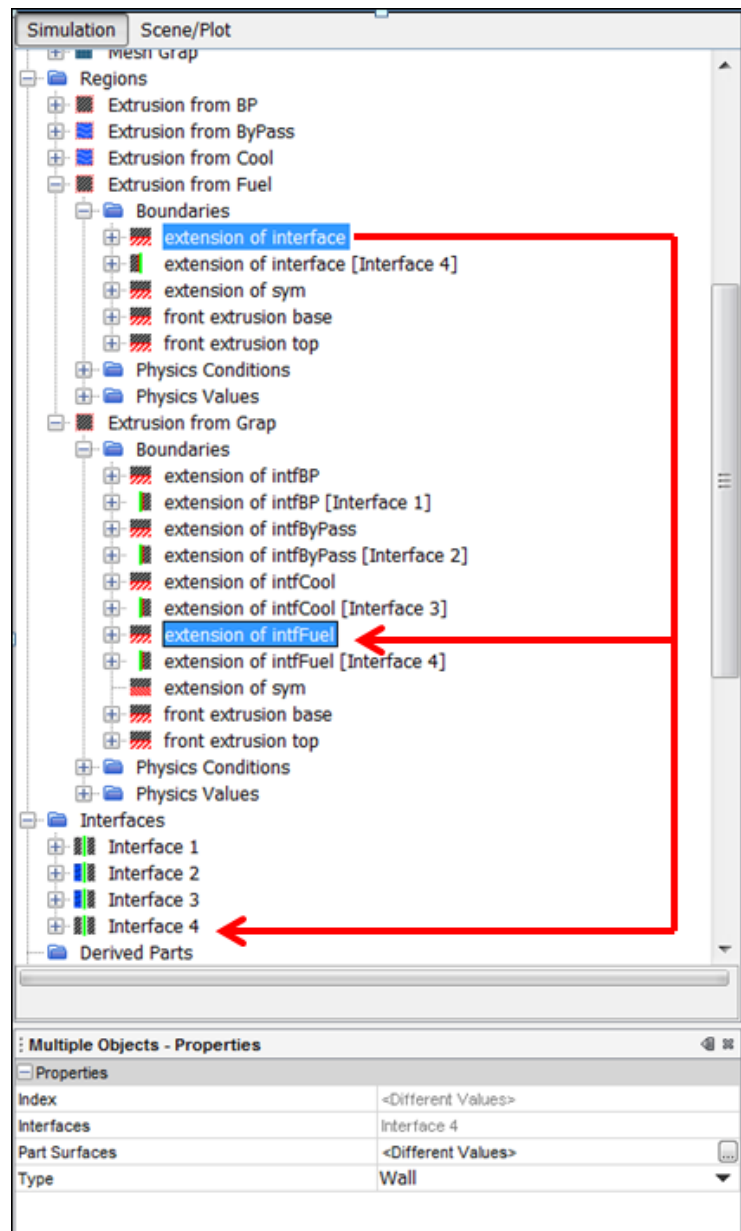 Simulation Scene/Plot
Mesh Grap
Regions
Extrusion from BP
Extrusion from ByPass
Extrusion from Cool
Extrusion from Fuel
Boundaries
extension of interface
extension of interface [Interface 4]
extension of sym
front extrusion base
front extrusion top
Physics Conditions
Physics Values
Extrusion from Grap
Boundaries
extension of intfBP
extension of intfBP [Interface 1]
extension of intfByPass
extension of intfByPass [Interface 2]
extension of intfCool
extension of intfCool [Interface 3]
extension of intfFuel
extension of intfFuel [Interface 4]
extension of sym
front extrusion base
front extrusion top
Physics Conditions
Physics Values
Interfaces
Interface 1
Interface 2
Interface 3
Interface 4
Derived Parts
Multiple Objects - Properties
Properties
Index <Different Values>
Interfaces Interface 4
Part Surfaces <Different Values> ...
Type Wall